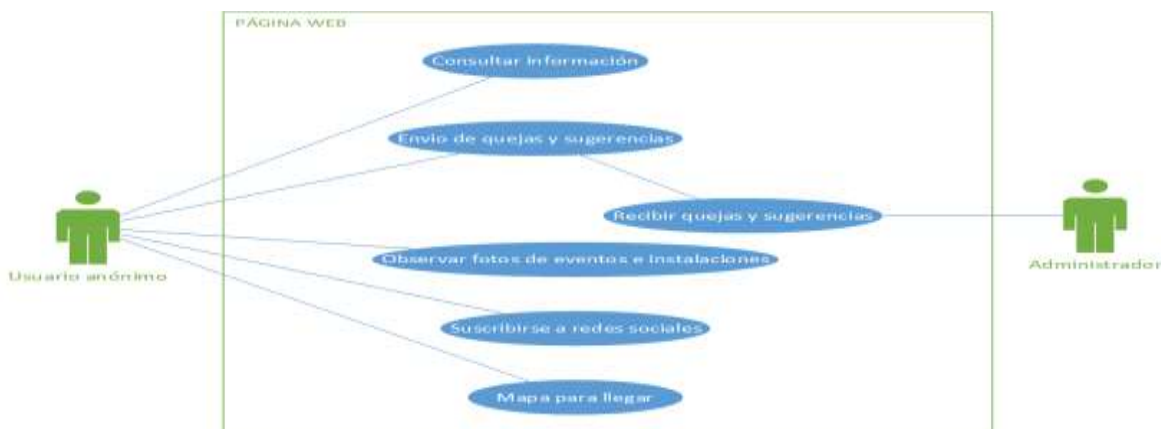 PÁGINA WEB
Consultar información
Envio de quejas y sugerencias
Recibir quejas y sugerencias
Usuario anónimo
Administrador
Observar fotos de eventos e instalaciones
Suscribirse a redes sociales
Mapa para llegar